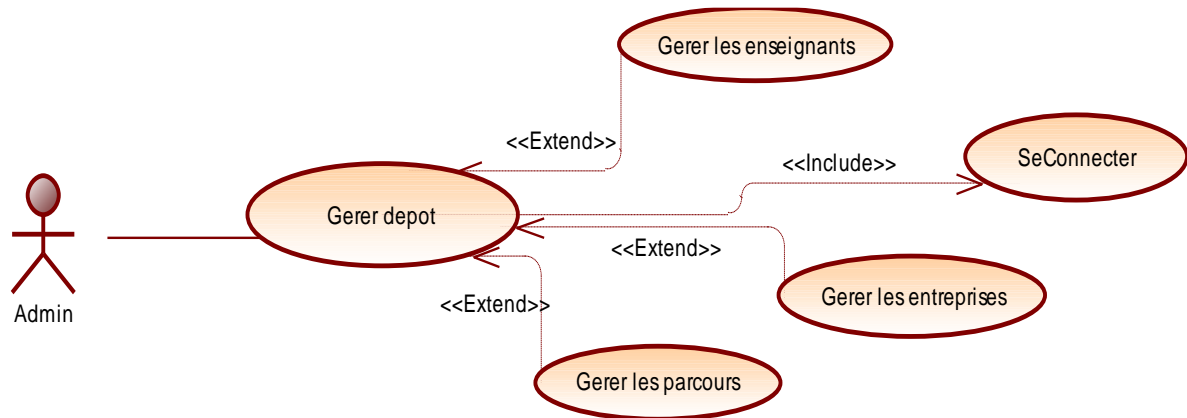 Gerer les enseignants
<<Extend>>
<<Include>>
SeConnecter
Gerer depot
<<Extend>>
Gerer les entreprises
<<Extend>>
Admin
Gerer les parcours